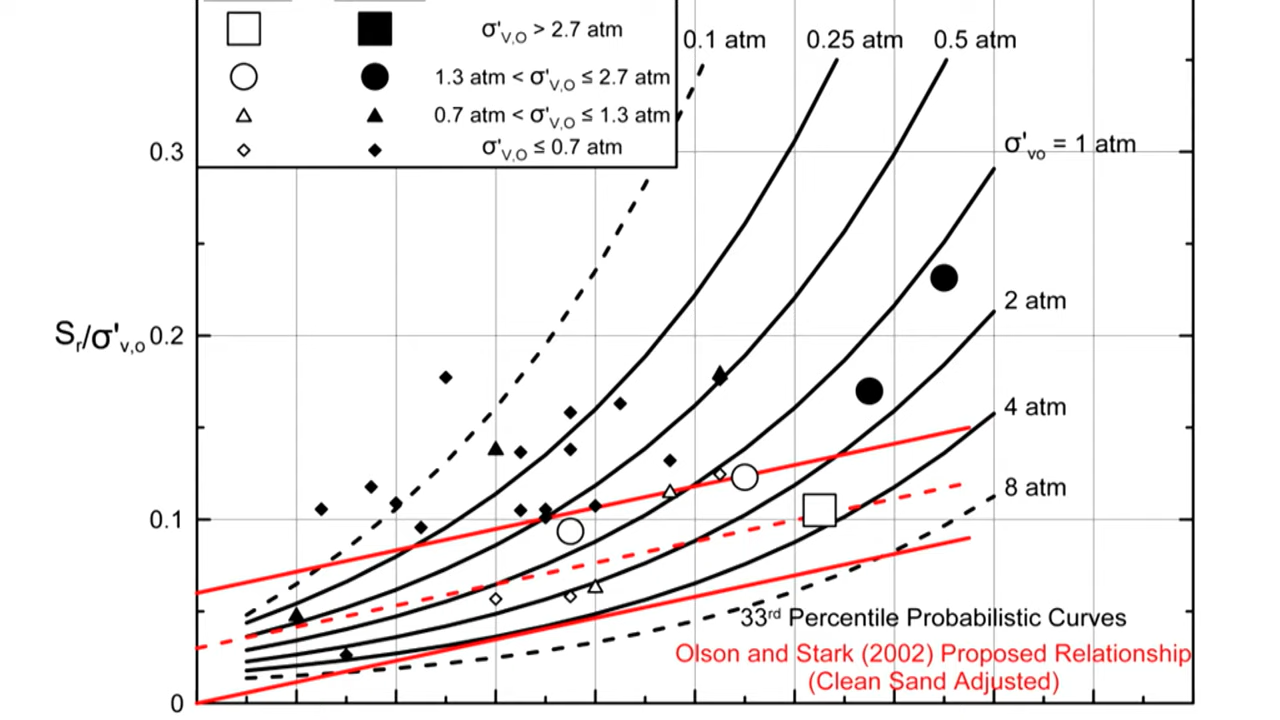 σ'V,O > 2.7 atm
1.3 atm < σ'V,O ≤ 2.7 atm
0.7 atm < σ'V,O ≤ 1.3 atm
σ'V,O ≤ 0.7 atm
0.1 atm
0.25 atm
0.5 atm
σ'vo = 1 atm
2 atm
4 atm
8 atm
0.3
Sr/σ'v,o
0.2
0.1
0
33rd Percentile Probabilistic Curves
Olson and Stark (2002) Proposed Relationship
(Clean Sand Adjusted)